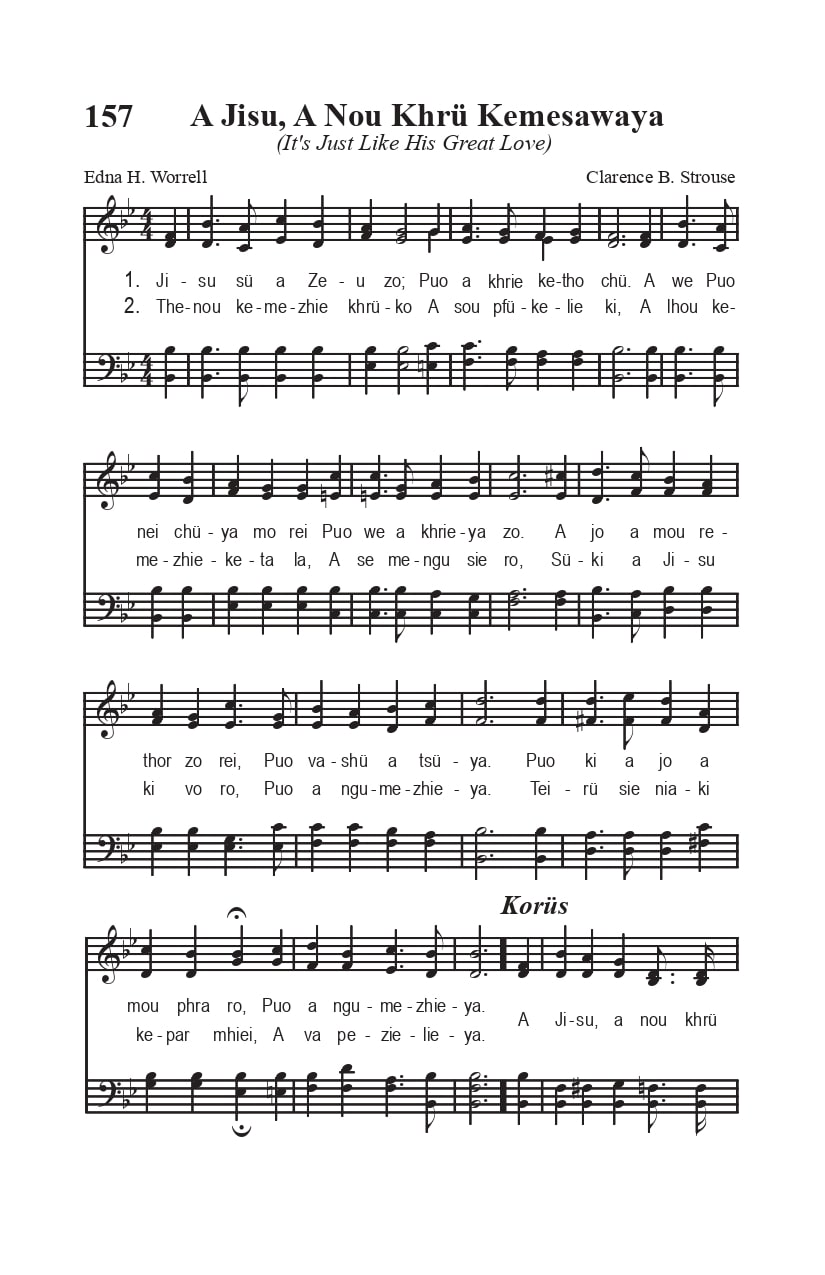 157 A Jisu, A Nou Khrü Kemesawaya
(It's Just Like His Great Love)
Edna H. Worrell Clarence B. Strouse
1. Ji - su sü a Ze - u zo; Puo a khrie ke-tho chü. A we Puo
2. The-nou ke-me-zhie khrü-ko A sou pfü-ke-lie ki, A lhou ke-
nei chü-ya mo rei Puo we a khrie-ya zo. A jo a mou re-
me-zhie-ke-ta la, A se me-ngu sie ro, Sü-ki a Ji-su
thor zo rei, Puo va-shü a tsü-ya. Puo ki a jo a
ki vo ro, Puo a ngu-me-zhie-ya. Tei-rü sie nia-ki
Korüs
mou phra ro, Puo a ngu-me-zhie-ya.
ke-par mhiei, A va pe-zie-lie-ya.
A Ji-su, a nou khrü